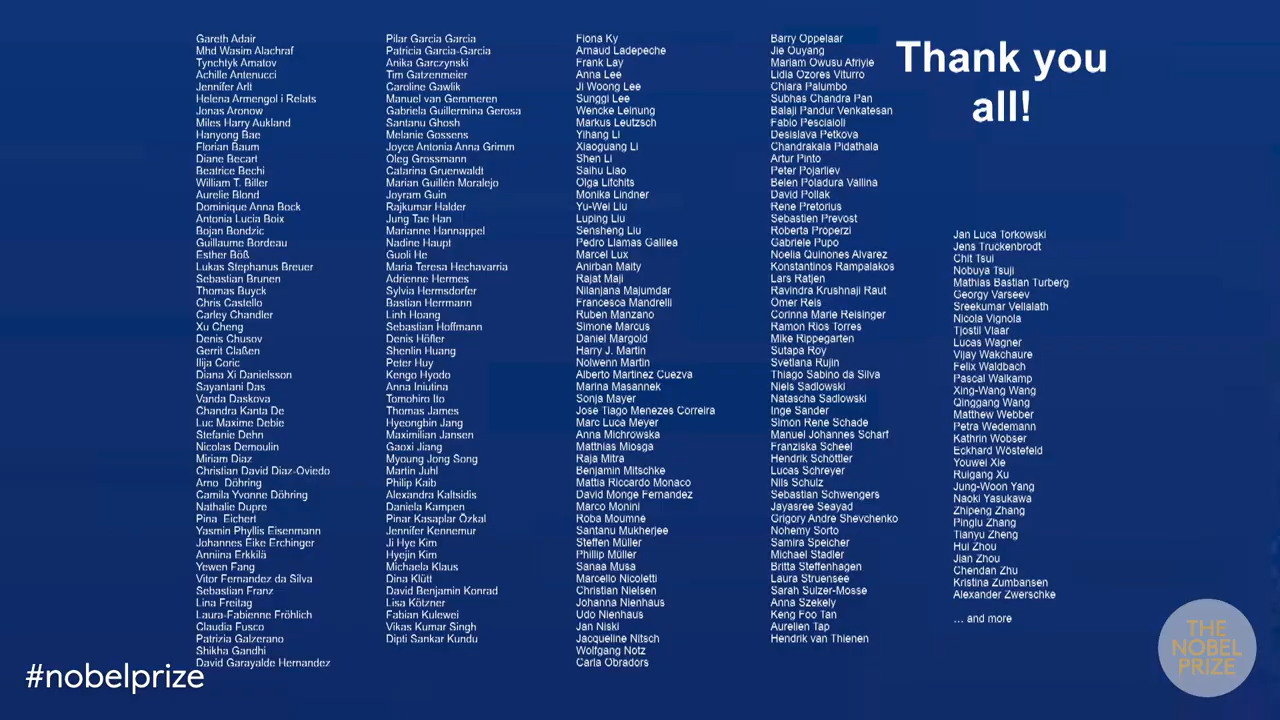 Gareth Adair
Mhd Wasim Alachraf
Tynchtyk Amatov
Achille Antenucci
Jennifer Arlt
Helena Armengol i Relats
Jonas Aronow
Miles Harry Aukland
Hanyong Bae
Florian Baum
Diane Becart
Beatrice Bechi
William T. Biller
Aurelie Blond
Dominique Anna Bock
Antonia Lucia Boix
Bojan Bondzic
Guillaume Bordeau
Esther Böß
Lukas Stephanus Breuer
Sebastian Brunen
Thomas Buyck
Chris Castello
Carley Chandler
Xu Cheng
Denis Chusov
Gerrit Claßen
Ilija Coric
Diana Xi Danielsson
Sayantani Das
Vanda Daskova
Chandra Kanta De
Luc Maxime Debie
Stefanie Dehn
Nicolas Demoulin
Miriam Diaz
Christian David Diaz-Oviedo
Arno Döhring
Camila Yvonne Döhring
Nathalie Dupre
Pina Eichert
Yasmin Phyllis Eisenmann
Johannes Eike Erchinger
Anniina Erkkilä
Yewen Fang
Vitor Fernandez da Silva
Sebastian Franz
Lina Freitag
Laura-Fabienne Fröhlich
Claudia Fusco
Patrizia Galzerano
Shikha Gandhi
David Garayalde Hernandez
Pilar Garcia Garcia
Patricia Garcia-Garcia
Anika Garczynski
Tim Gatzenmeier
Caroline Gawlik
Manuel van Gemmeren
Gabriela Guillermina Gerosa
Santanu Ghosh
Melanie Gossens
Joyce Antonia Anna Grimm
Oleg Grossmann
Catarina Gruenwaldt
Marian Guillén Moralejo
Joyram Guin
Rajkumar Halder
Jung Tae Han
Marianne Hannappel
Nadine Haupt
Guoli He
Maria Teresa Hechavarria
Adrienne Hermes
Sylvia Hermsdorfer
Bastian Herrmann
Linh Hoang
Sebastian Hoffmann
Denis Höfler
Shenlin Huang
Peter Huy
Kengo Hyodo
Anna Iniutina
Tomohiro Ito
Thomas James
Hyeongbin Jang
Maximilian Jansen
Gaoxi Jiang
Myoung Jong Song
Martin Juhl
Philip Kaib
Alexandra Kaltsidis
Daniela Kampen
Pinar Kasaplar Özkal
Jennifer Kennemur
Ji Hye Kim
Hyejin Kim
Michaela Klaus
Dina Klütt
David Benjamin Konrad
Lisa Kötzner
Fabian Kulewei
Vikas Kumar Singh
Dipti Sankar Kundu
Fiona Ky
Arnaud Ladepeche
Frank Lay
Anna Lee
Ji Woong Lee
Sunggi Lee
Wencke Leinung
Markus Leutzsch
Yihang Li
Xiaoguang Li
Shen Li
Saihu Liao
Olga Lifchits
Monika Lindner
Yu-Wei Liu
Luping Liu
Sensheng Liu
Pedro Llamas Galilea
Marcel Lux
Anirban Maity
Rajat Maji
Nilanjana Majumdar
Francesca Mandrelli
Ruben Manzano
Simone Marcus
Daniel Margold
Harry J. Martin
Nolwenn Martin
Alberto Martinez Cuezva
Marina Masannek
Sonja Mayer
Jose Tiago Menezes Correira
Marc Luca Meyer
Anna Michrowska
Matthias Miosga
Raja Mitra
Benjamin Mitschke
Mattia Riccardo Monaco
David Monge Fernandez
Marco Monini
Roba Moumne
Santanu Mukherjee
Steffen Müller
Phillip Müller
Sanaa Musa
Marcello Nicoletti
Christian Nielsen
Johanna Nienhaus
Udo Nienhaus
Jan Niski
Jacqueline Nitsch
Wolfgang Notz
Carla Obradors
Barry Oppelaar
Jie Ouyang
Mariam Owusu Afriyie
Lidia Ozores Viturro
Chiara Palumbo
Subhas Chandra Pan
Balaji Pandur Venkatesan
Fabio Pesciaioli
Desislava Petkova
Chandrakala Pidathala
Artur Pinto
Peter Pojarliev
Belen Poladura Vallina
David Pollak
Rene Pretorius
Sebastien Prevost
Roberta Properzi
Gabriele Pupo
Noelia Quinones Alvarez
Konstantinos Rampalakos
Lars Ratjen
Ravindra Krushnaji Raut
Omer Reis
Corinna Marie Reisinger
Ramon Rios Torres
Mike Rippegarten
Sutapa Roy
Svetlana Rujin
Thiago Sabino da Silva
Niels Sadlowski
Natascha Sadlowski
Inge Sander
Simon Rene Schade
Manuel Johannes Scharf
Franziska Scheel
Hendrik Schöttler
Lucas Schreyer
Nils Schulz
Sebastian Schwengers
Jayasree Seayad
Grigory Andre Shevchenko
Nohemy Sorto
Samira Speicher
Michael Stadler
Britta Steffenhagen
Laura Struensee
Sarah Sulzer-Mosse
Anna Szekely
Keng Foo Tan
Aurelien Tap
Hendrik van Thienen
Thank you
all!
Jan Luca Torkowski
Jens Truckenbrodt
Chit Tsui
Nobuya Tsuji
Mathias Bastian Turberg
Georgy Varseev
Sreekumar Vellalath
Nicola Vignola
Tjostil Vlaar
Lucas Wagner
Vijay Wakchaure
Felix Waldbach
Pascal Walkamp
Xing-Wang Wang
Qinggang Wang
Matthew Webber
Petra Wedemann
Kathrin Wobser
Eckhard Wöstefeld
Youwei Xie
Ruigang Xu
Jung-Woon Yang
Naoki Yasukawa
Zhipeng Zhang
Pinglu Zhang
Tianyu Zheng
Hui Zhou
Jian Zhou
Chendan Zhu
Kristina Zumbansen
Alexander Zwerschke
... and more
#nobelprize
THE
NOBEL
PRIZE